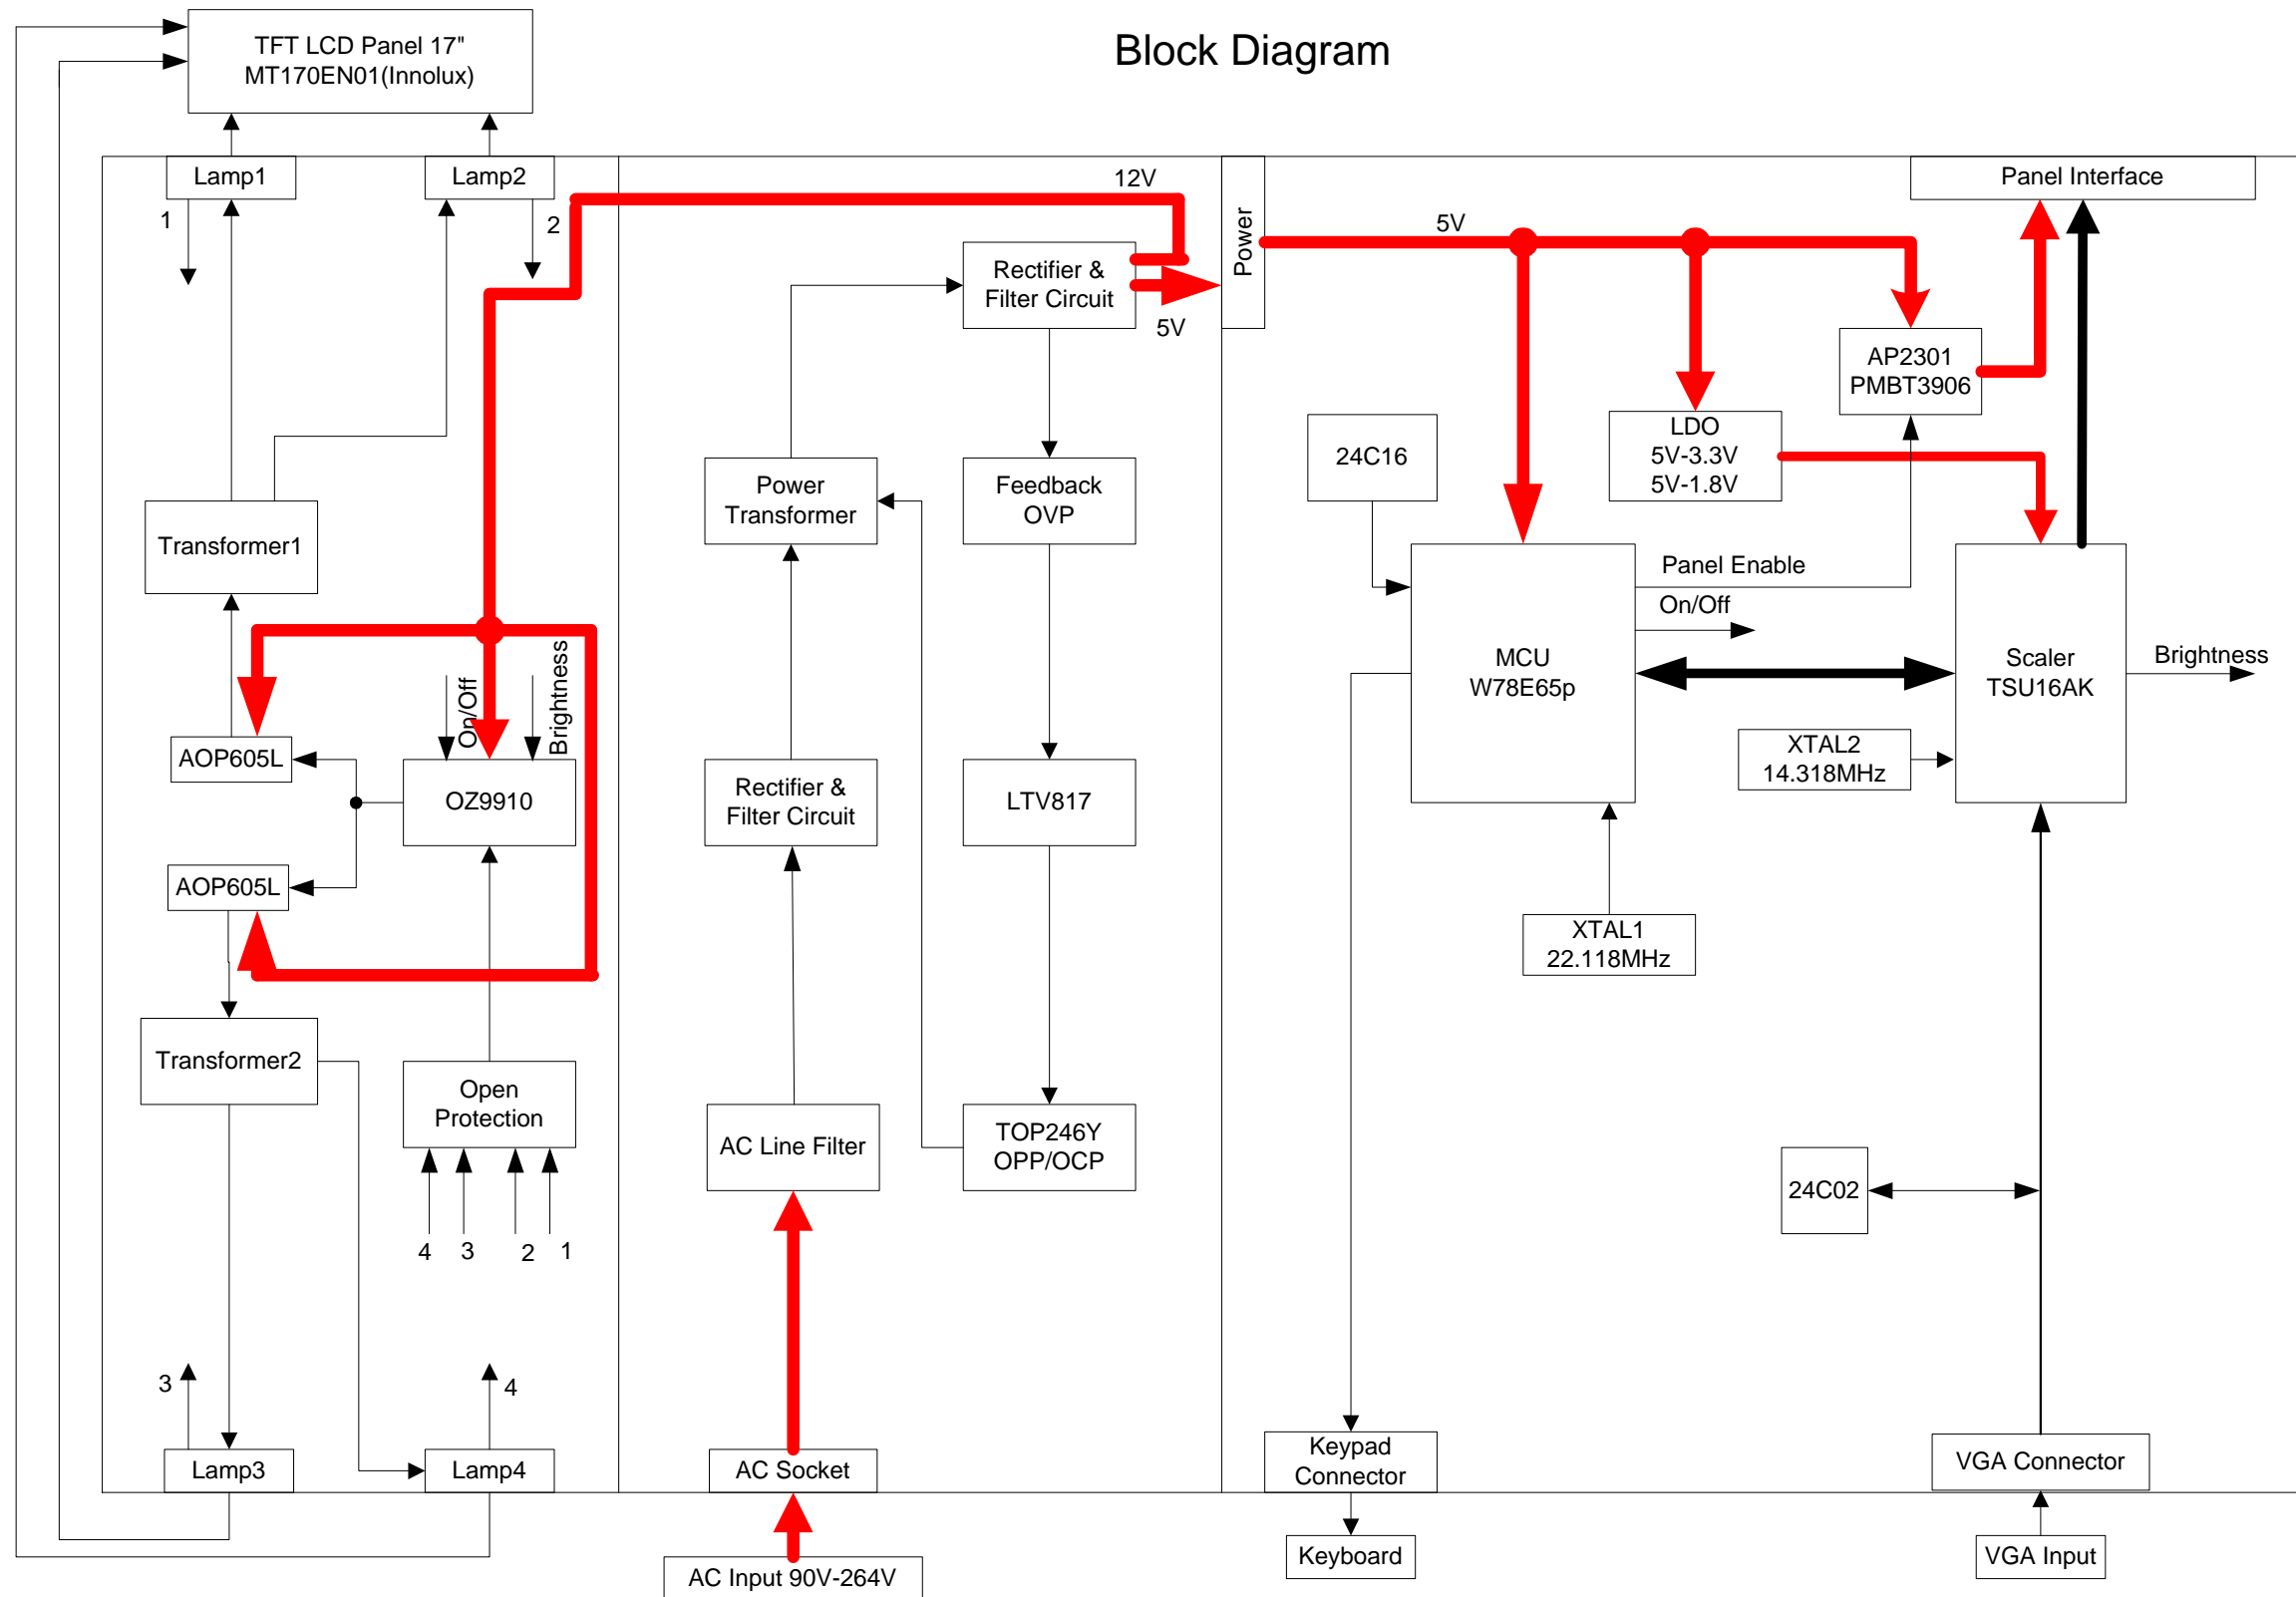 Block Diagram
TFT LCD Panel 17"
MT170EN01(Innolux)
Lamp1
Lamp2
1
2
12V
5V
Power
5V
Panel Interface
Rectifier &
Filter Circuit
AP2301
PMBT3906
LDO
5V-3.3V
5V-1.8V
24C16
Power
Transformer
Feedback
OVP
Transformer1
Panel Enable
On/Off
MCU
W78E65p
Scaler
TSU16AK
Brightness
On/Off
Brightness
AOP605L
OZ9910
Rectifier &
Filter Circuit
LTV817
XTAL2
14.318MHz
AOP605L
XTAL1
22.118MHz
Transformer2
Open
Protection
AC Line Filter
TOP246Y
OPP/OCP
24C02
4
3
2
1
3
4
Lamp3
Lamp4
AC Socket
Keypad
Connector
VGA Connector
Keyboard
VGA Input
AC Input 90V-264V